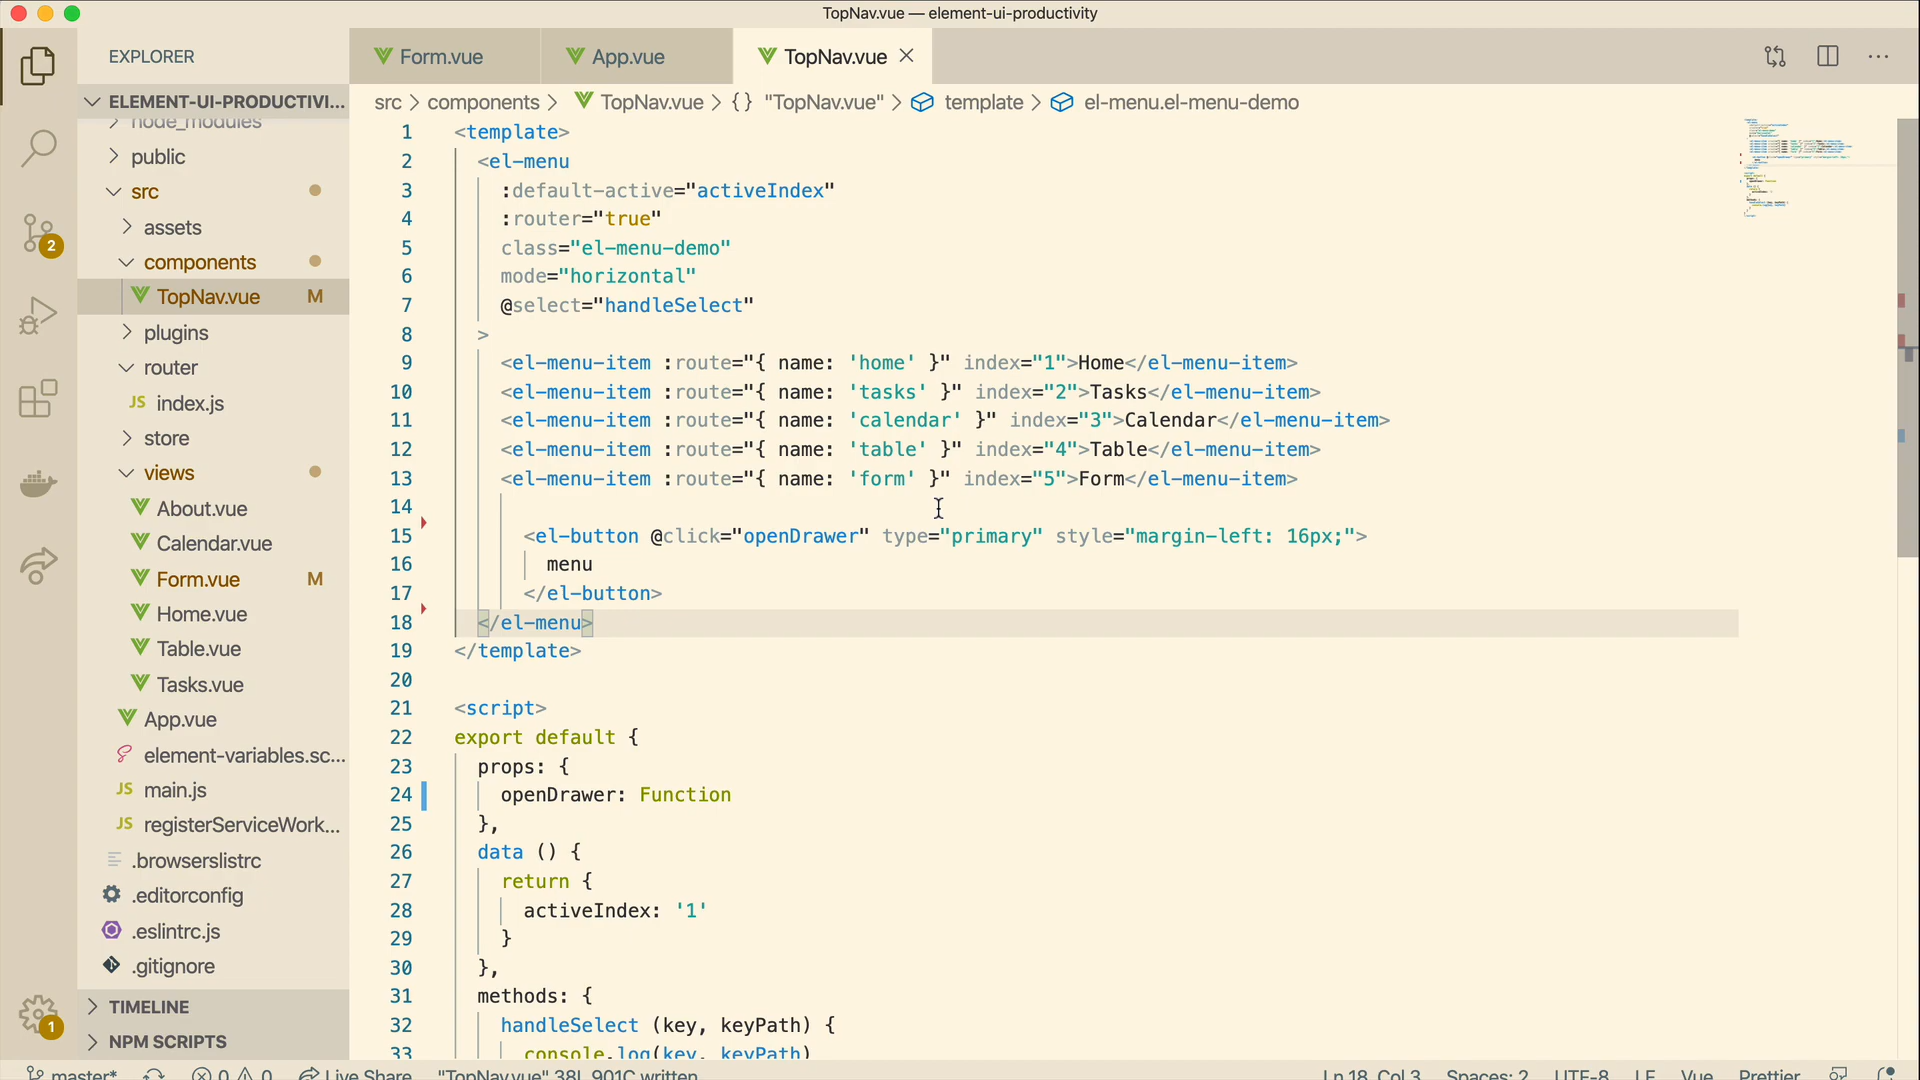 TopNav.vue — element-ui-productivity
EXPLORER
Form.vue
App.vue
TopNav.vue
ELEMENT-UI-PRODUCTIVI...
src > components > TopNav.vue > {} "TopNav.vue" > template > el-menu.el-menu-demo
node_modules
public
src
assets
components
TopNav.vue M
plugins
router
JS index.js
store
views
About.vue
Calendar.vue
Form.vue M
Home.vue
Table.vue
Tasks.vue
App.vue
element-variables.sc...
JS main.js
JS registerServiceWork...
.browserslistrc
.editorconfig
.eslintrc.js
.gitignore
TIMELINE
NPM SCRIPTS
2
1
1 <template>
2 <el-menu
3 :default-active="activeIndex"
4 :router="true"
5 class="el-menu-demo"
6 mode="horizontal"
7 @select="handleSelect"
8 >
9 <el-menu-item :route="{ name: 'home' }" index="1">Home</el-menu-item>
10 <el-menu-item :route="{ name: 'tasks' }" index="2">Tasks</el-menu-item>
11 <el-menu-item :route="{ name: 'calendar' }" index="3">Calendar</el-menu-item>
12 <el-menu-item :route="{ name: 'table' }" index="4">Table</el-menu-item>
13 <el-menu-item :route="{ name: 'form' }" index="5">Form</el-menu-item>
14
15 <el-button @click="openDrawer" type="primary" style="margin-left: 16px;">
16 menu
17 </el-button>
18 </el-menu>
19 </template>
20
21 <script>
22 export default {
23 props: {
24 openDrawer: Function
25 },
26 data () {
27 return {
28 activeIndex: '1'
29 }
30 },
31 methods: {
32 handleSelect (key, keyPath) {
33 console.log(key, keyPath)
master* 0 0 Live Share "TopNav.vue" 38L, 901C written
Ln 18, Col 3 Spaces: 2 UTF-8 LF Vue Prettier